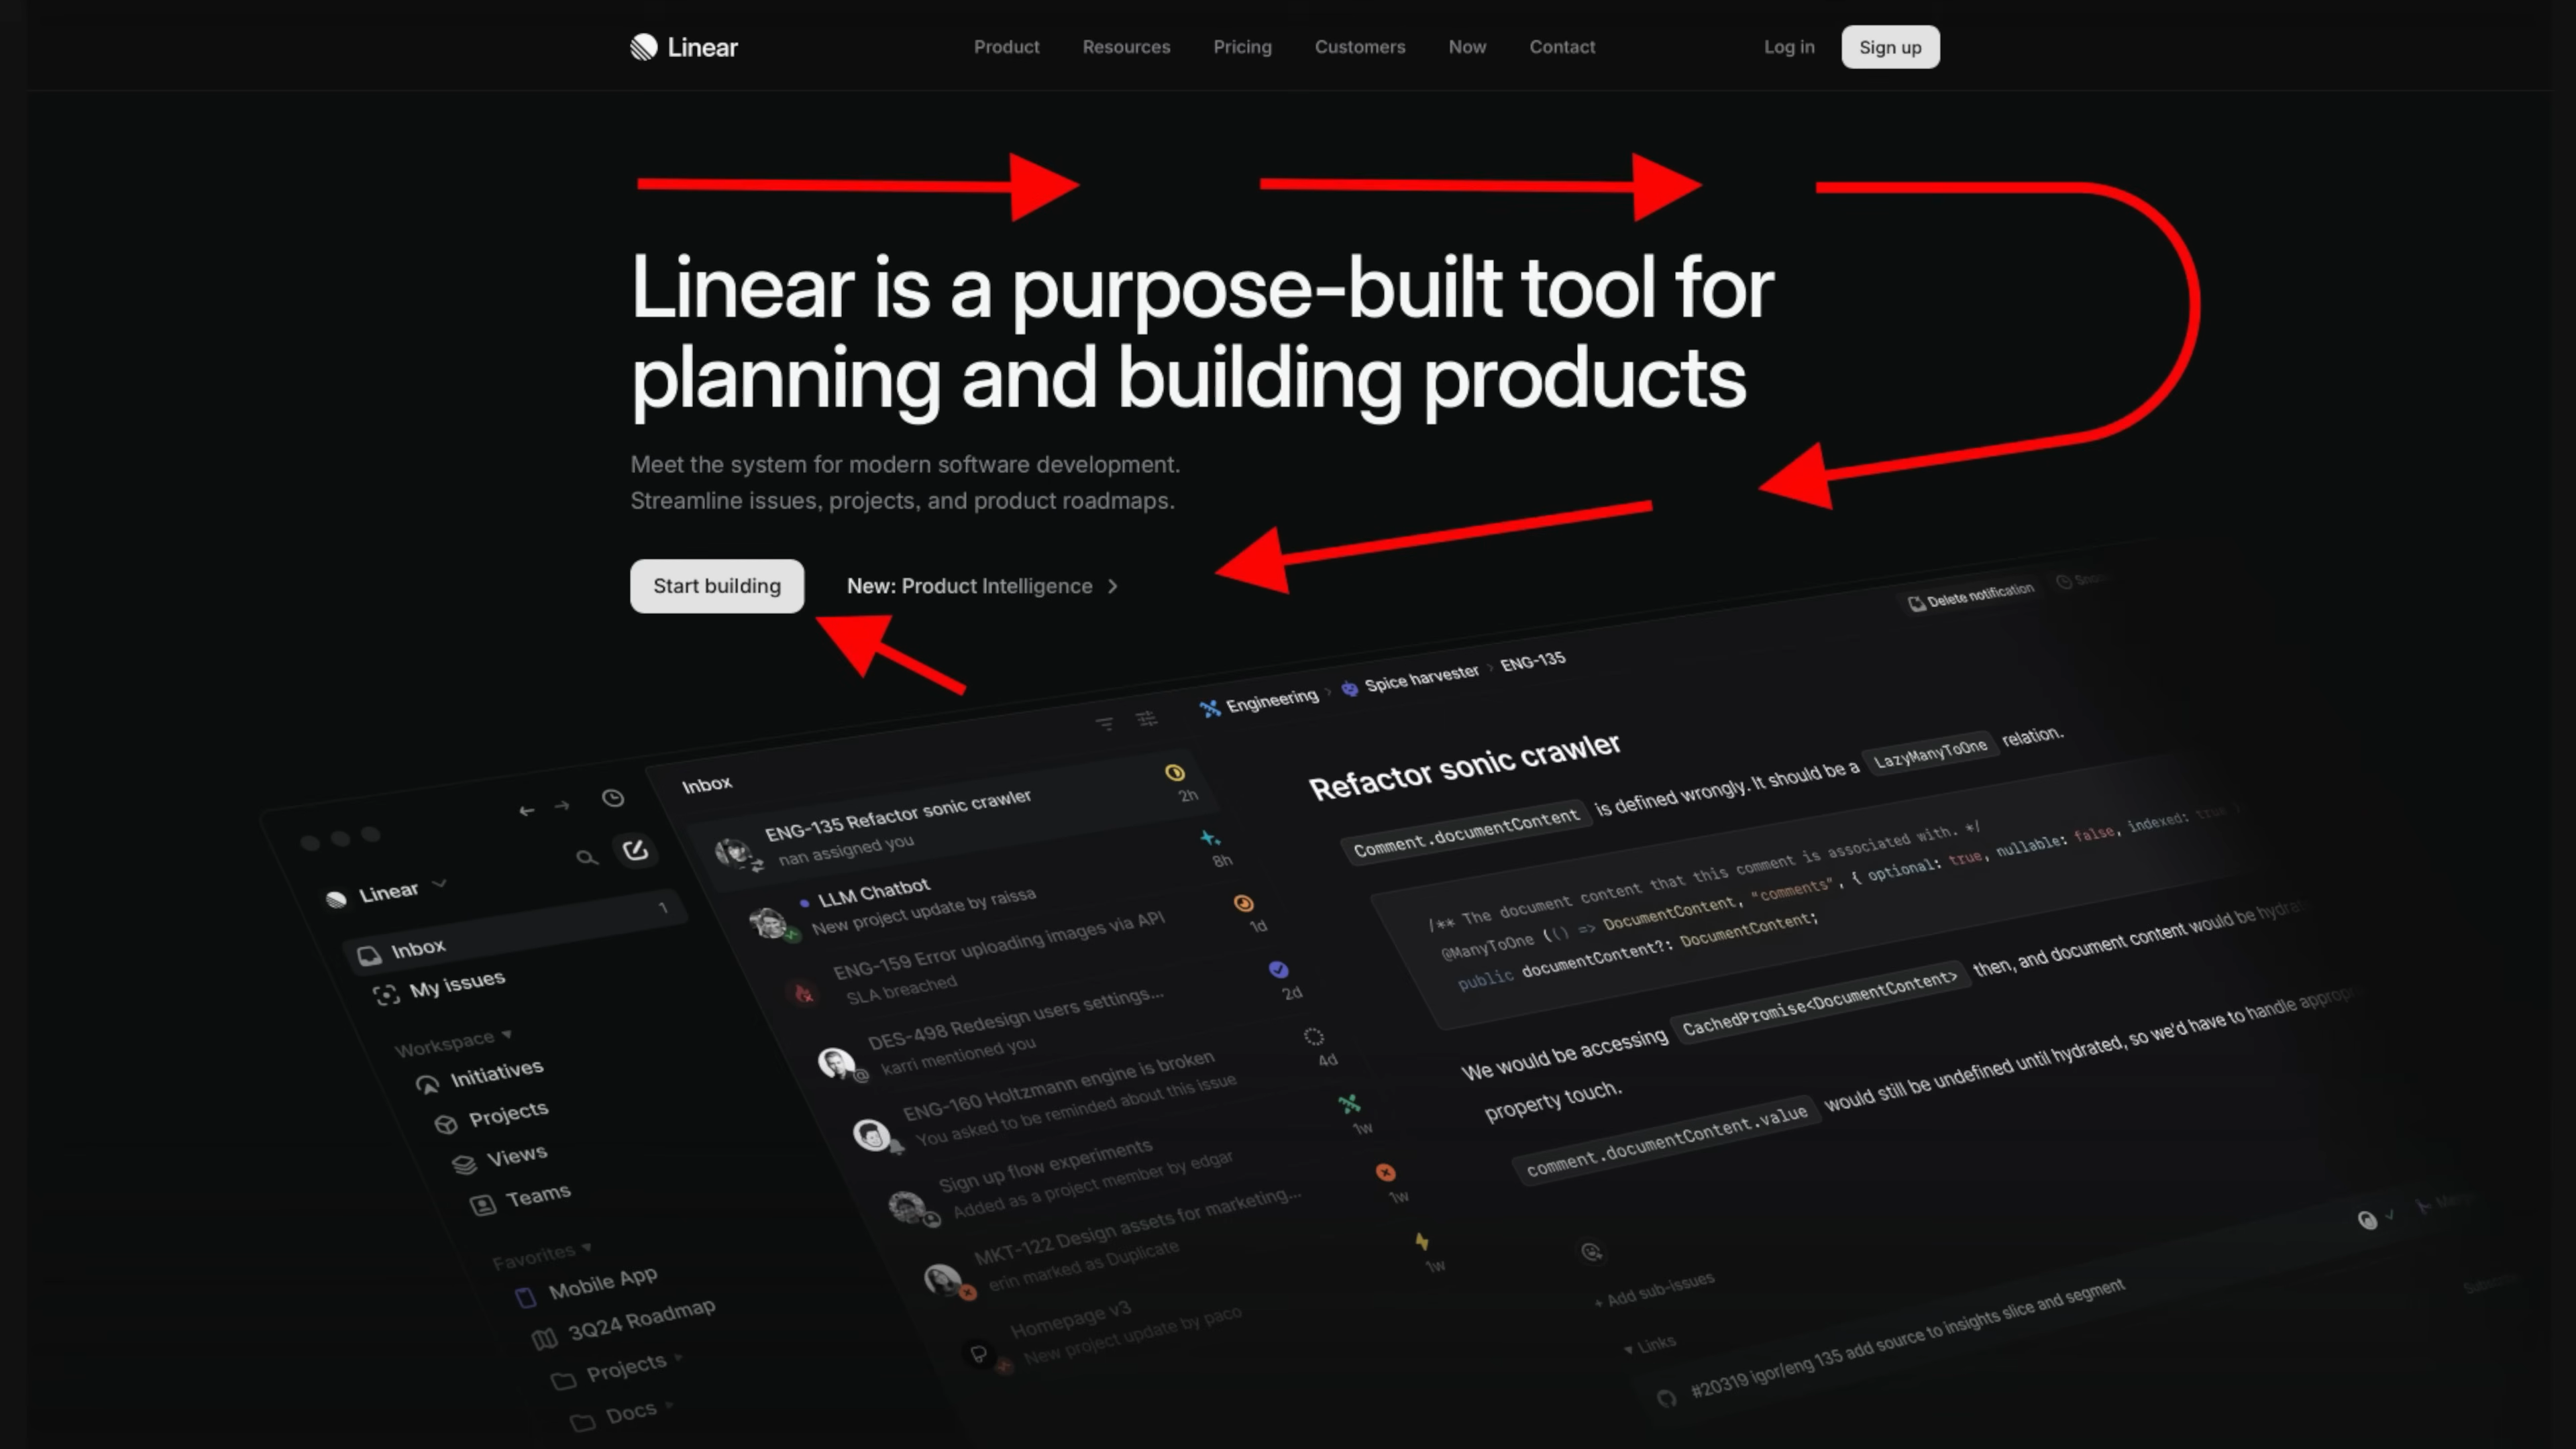 Linear
Product Resources Pricing Customers Now Contact
Log in Sign up
Linear is a purpose-built tool for
planning and building products
Meet the system for modern software development.
Streamline issues, projects, and product roadmaps.
Start building New: Product Intelligence
Linear
Inbox 1
My issues
Workspace
Initiatives
Projects
Views
Teams
Favorites
Mobile App
3Q24 Roadmap
Projects
Docs
Inbox
ENG-135 Refactor sonic crawler
nan assigned you 2h
LLM Chatbot
New project update by raissa 8h
ENG-159 Error uploading images via API
SLA breached 1d
DES-498 Redesign users settings...
karri mentioned you 2d
ENG-160 Holtzmann engine is broken
You asked to be reminded about this issue 4d
Sign up flow experiments
Added as a project member by edgar 1w
MKT-122 Design assets for marketing...
erin marked as Duplicate 1w
Homepage v3
New project update by paco 1w
Engineering › Spice harvester › ENG-135
Delete notification
Refactor sonic crawler
Comment.documentContent is defined wrongly. It should be a LazyManyToOne relation.
/** The document content that this comment is associated with. */
@ManyToOne (() => DocumentContent, "comments", { optional: true, nullable: false, indexed: true
public documentContent?: DocumentContent;
We would be accessing CachedPromise<DocumentContent> then, and document content would be
property touch.
comment.documentContent.value would still be undefined until hydrated, so we'd have to handle
+ Add sub-issues
Links
#20319 igor/eng 135 add source to insights slice and segment